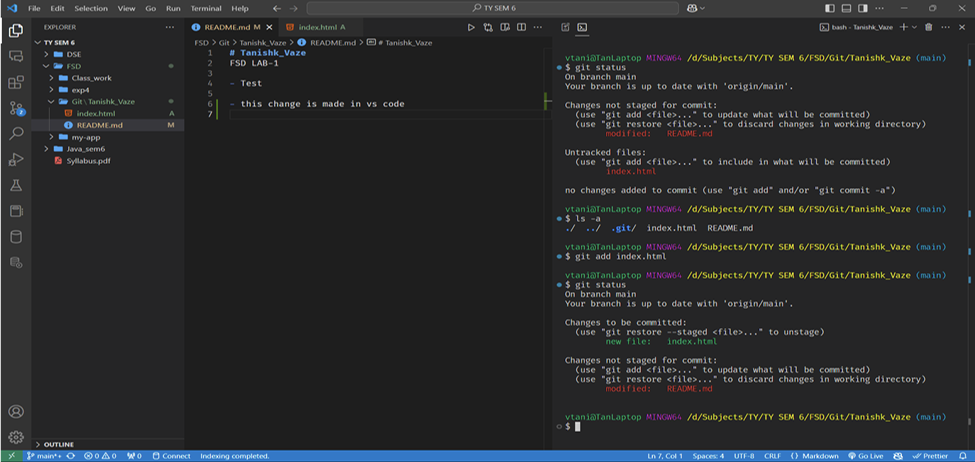 File Edit Selection View Go Run Terminal Help
TY SEM 6
EXPLORER
TY SEM 6
DSE
FSD
Class_work
exp4
Git \ Tanishk_Vaze
index.html A
README.md M
my-app
Java_sem6
Syllabus.pdf
OUTLINE
2
README.md M
index.html A
FSD > Git > Tanishk_Vaze > README.md > # Tanishk_Vaze
1 # Tanishk_Vaze
2 FSD LAB-1
3
4 - Test
5
6 - this change is made in vs code
7
bash - Tanishk_Vaze
vtani@TanLaptop MINGW64 /d/Subjects/TY/TY SEM 6/FSD/Git/Tanishk_Vaze (main)
$ git status
On branch main
Your branch is up to date with 'origin/main'.
Changes not staged for commit:
(use "git add <file>..." to update what will be committed)
(use "git restore <file>..." to discard changes in working directory)
modified: README.md
Untracked files:
(use "git add <file>..." to include in what will be committed)
index.html
no changes added to commit (use "git add" and/or "git commit -a")
vtani@TanLaptop MINGW64 /d/Subjects/TY/TY SEM 6/FSD/Git/Tanishk_Vaze (main)
$ ls -a
./ ../ .git/ index.html README.md
vtani@TanLaptop MINGW64 /d/Subjects/TY/TY SEM 6/FSD/Git/Tanishk_Vaze (main)
$ git add index.html
vtani@TanLaptop MINGW64 /d/Subjects/TY/TY SEM 6/FSD/Git/Tanishk_Vaze (main)
$ git status
On branch main
Your branch is up to date with 'origin/main'.
Changes to be committed:
(use "git restore --staged <file>..." to unstage)
new file: index.html
Changes not staged for commit:
(use "git add <file>..." to update what will be committed)
(use "git restore <file>..." to discard changes in working directory)
modified: README.md
vtani@TanLaptop MINGW64 /d/Subjects/TY/TY SEM 6/FSD/Git/Tanishk_Vaze (main)
$
main*+ 0 0 0 Connect Indexing completed. Ln 7, Col 1 Spaces: 4 UTF-8 CRLF {} Markdown Go Live Prettier